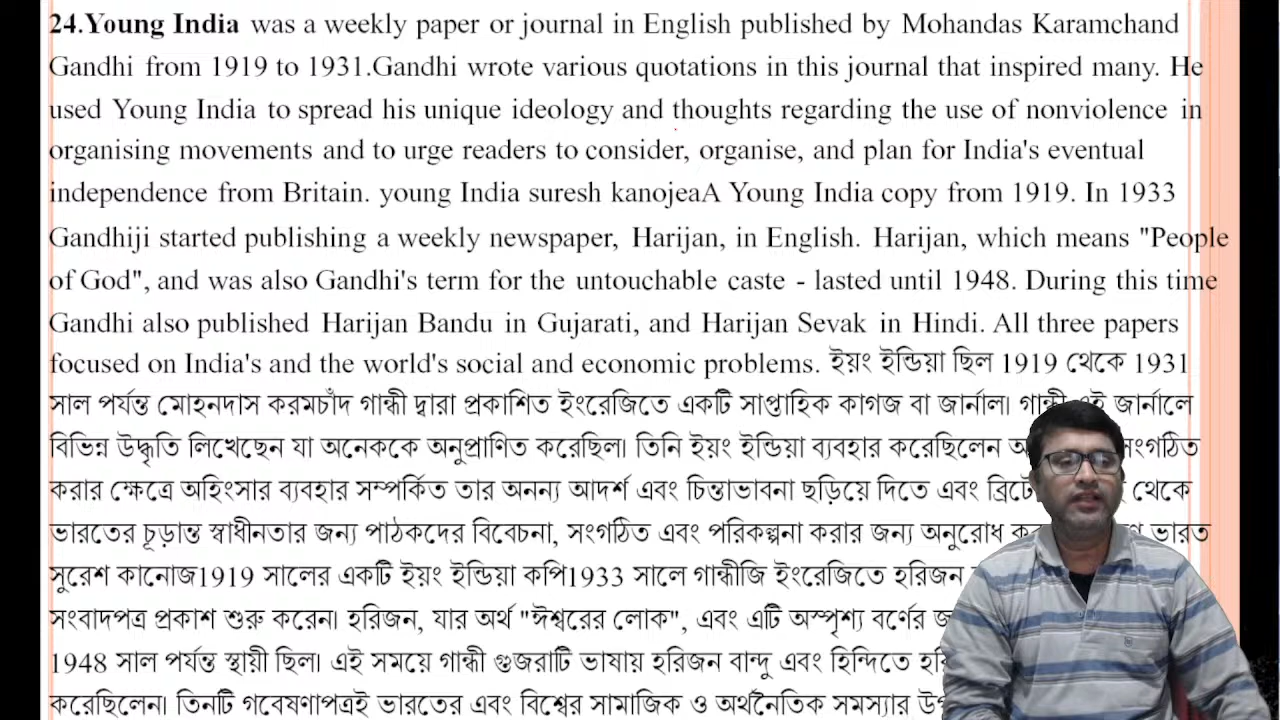 24.Young India was a weekly paper or journal in English published by Mohandas Karamchand
Gandhi from 1919 to 1931.Gandhi wrote various quotations in this journal that inspired many. He
used Young India to spread his unique ideology and thoughts regarding the use of nonviolence in
organising movements and to urge readers to consider, organise, and plan for India's eventual
independence from Britain. young India suresh kanojeaA Young India copy from 1919. In 1933
Gandhiji started publishing a weekly newspaper, Harijan, in English. Harijan, which means "People
of God", and was also Gandhi's term for the untouchable caste - lasted until 1948. During this time
Gandhi also published Harijan Bandu in Gujarati, and Harijan Sevak in Hindi. All three papers
focused on India's and the world's social and economic problems. ইয়ং ইন্ডিয়া ছিল 1919 থেকে 1931
সাল পর্যন্ত মোহনদাস করমচাঁদ গান্ধী দ্বারা প্রকাশিত ইংরেজিতে একটি সাপ্তাহিক কাগজ বা জার্নাল। গান্ধী এই জার্নালে
বিভিন্ন উদ্ধৃতি লিখেছেন যা অনেককে অনুপ্রাণিত করেছিল। তিনি ইয়ং ইন্ডিয়া ব্যবহার করেছিলেন
করার ক্ষেত্রে অহিংসার ব্যবহার সম্পর্কিত তার অনন্য আদর্শ এবং চিন্তাভাবনা ছড়িয়ে দিতে এবং থেকে
ভারতের চূড়ান্ত স্বাধীনতার জন্য পাঠকদের বিবেচনা, সংগঠিত এবং পরিকল্পনা করার জন্য অনুরোধ ভারত
সুরেশ কানোজ1919 সালের একটি ইয়ং ইন্ডিয়া কপি1933 সালে গান্ধীজি ইংরেজিতে হরিজন
সংবাদপত্র প্রকাশ শুরু করেন। হরিজন, যার অর্থ "ঈশ্বরের লোক", এবং এটি অস্পৃশ্য বর্ণের
1948 সাল পর্যন্ত স্থায়ী ছিল। এই সময়ে গান্ধী গুজরাটি ভাষায় হরিজন বান্দু এবং হিন্দিতে
করেছিলেন। তিনটি গবেষণাপত্রই ভারতের এবং বিশ্বের সামাজিক ও অর্থনৈতিক সমস্যার